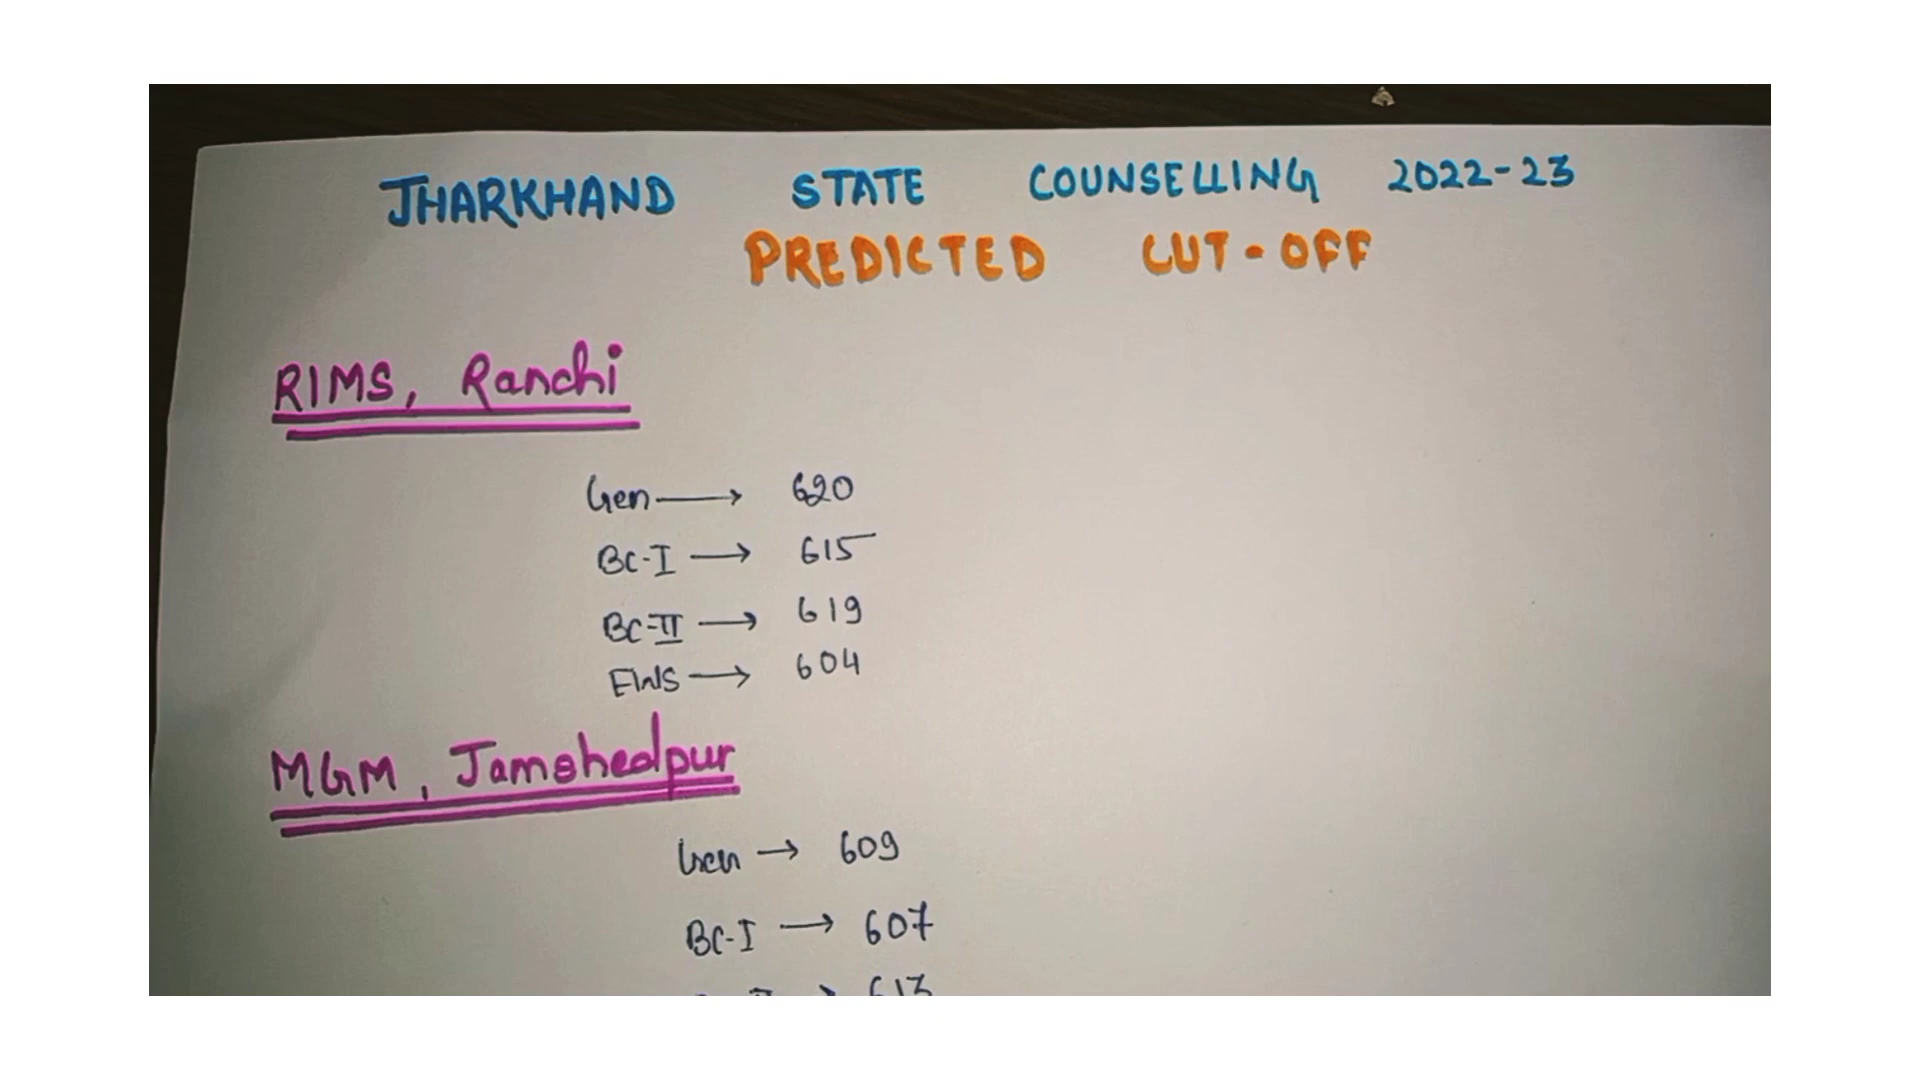 JHARKHAND STATE COUNSELLING 2022-23
PREDICTED CUT-OFF
RIMS, Ranchi
Gen → 620
BC-I → 615
BC-II → 619
EWS → 604
MGM, Jamshedpur
Gen → 609
BC-I → 607
→ 613